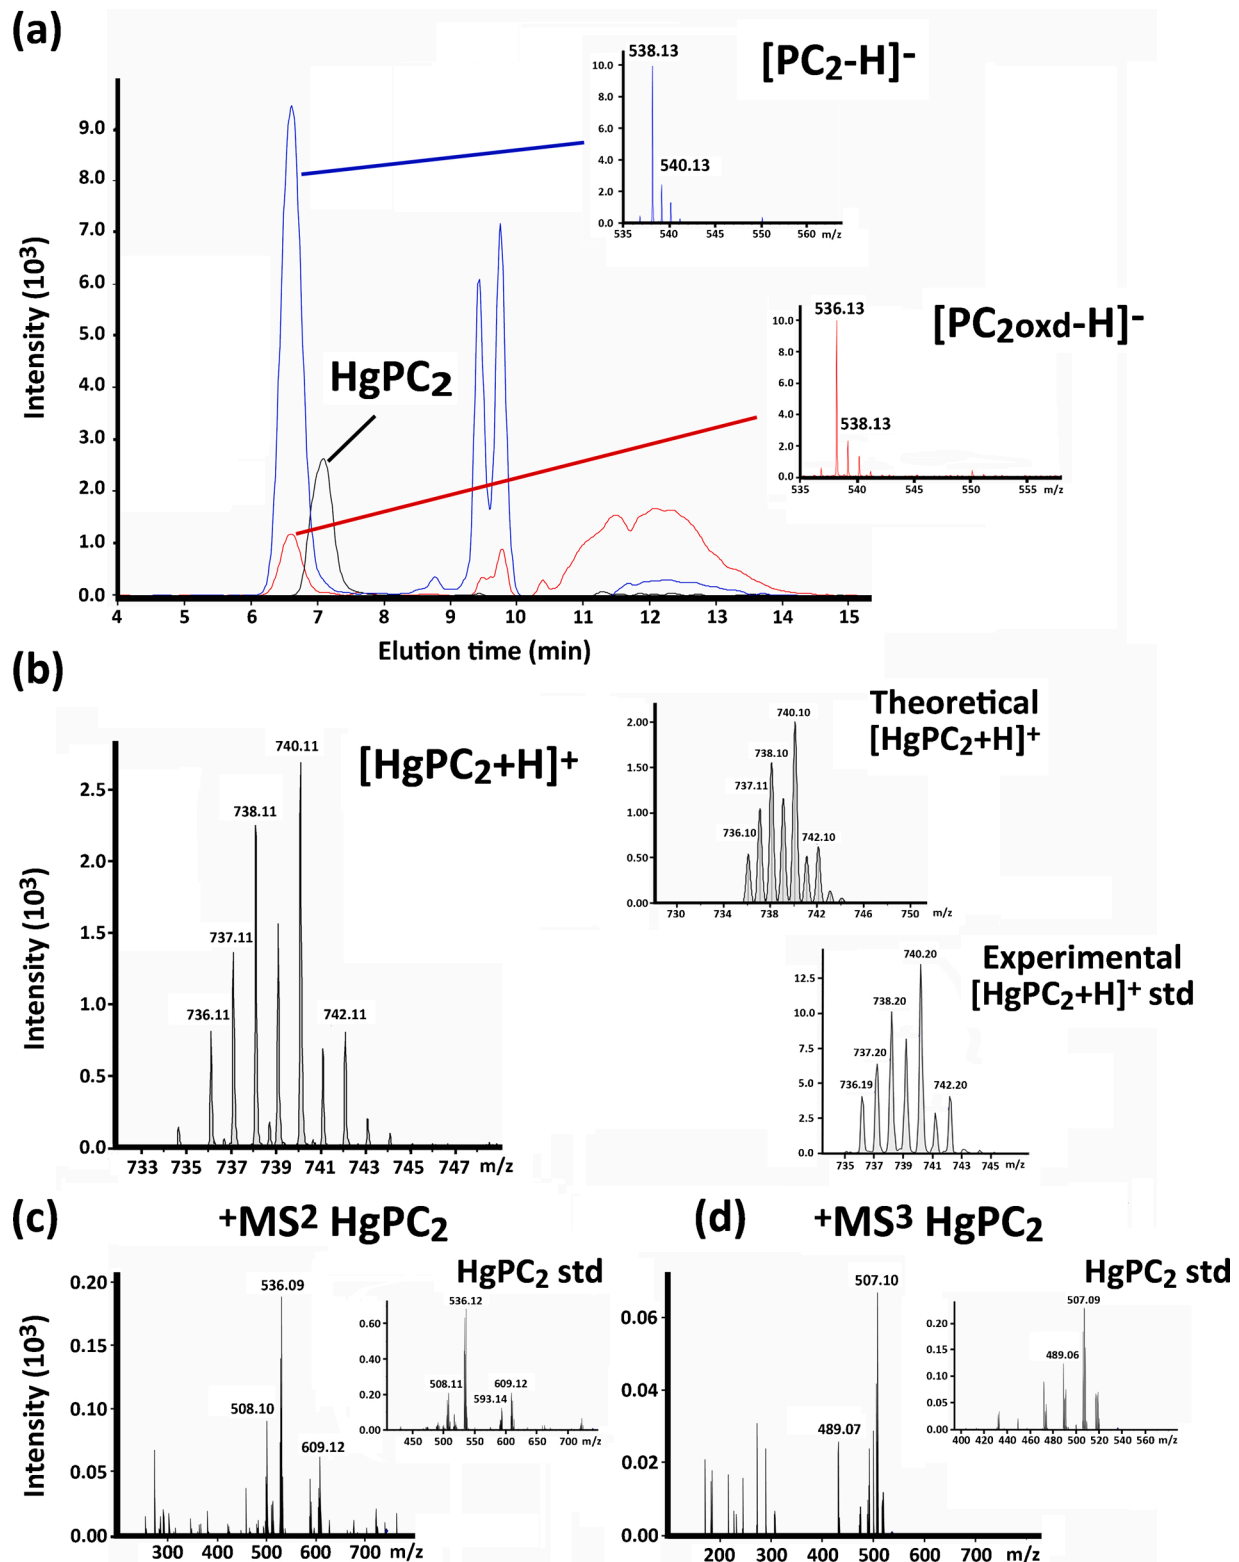 (a)
[PC2-H]-
538.13
540.13
10.0
8.0
6.0
4.0
2.0
0.0
535 540 545 550 560 m/z
[PC2oxd-H]-
536.13
538.13
10.0
8.0
6.0
4.0
2.0
0.0
535 540 545 550 555 m/z
HgPC2
Intensity (10³)
9.0
8.0
7.0
6.0
5.0
4.0
3.0
2.0
1.0
0.0
4 5 6 7 8 9 10 11 12 13 14 15
Elution time (min)
(b)
[HgPC2+H]+
740.11
738.11
737.11
736.11
742.11
Intensity (10³)
2.5
2.0
1.5
1.0
0.5
0.0
733 735 737 739 741 743 745 747 m/z
Theoretical
[HgPC2+H]+
740.10
738.10
737.11
736.10
742.10
2.00
1.50
1.00
0.50
0.00
730 734 738 742 746 750 m/z
Experimental
[HgPC2+H]+ std
740.20
738.20
737.20
736.19
742.20
12.5
10.0
7.5
5.0
2.5
0.0
735 737 739 741 743 745 m/z
(c)
+MS² HgPC2
536.09
508.10
609.12
Intensity (10³)
0.20
0.15
0.10
0.05
0.00
300 400 500 600 700 m/z
HgPC2 std
536.12
508.11
593.14
609.12
0.60
0.40
0.20
0.00
450 500 550 600 700 m/z
(d)
+MS³ HgPC2
507.10
489.07
0.06
0.04
0.02
0.00
200 300 400 500 600 700 m/z
HgPC2 std
507.09
489.06
0.20
0.15
0.10
0.05
0.00
400 420 440 460 480 500 520 540 560 m/z